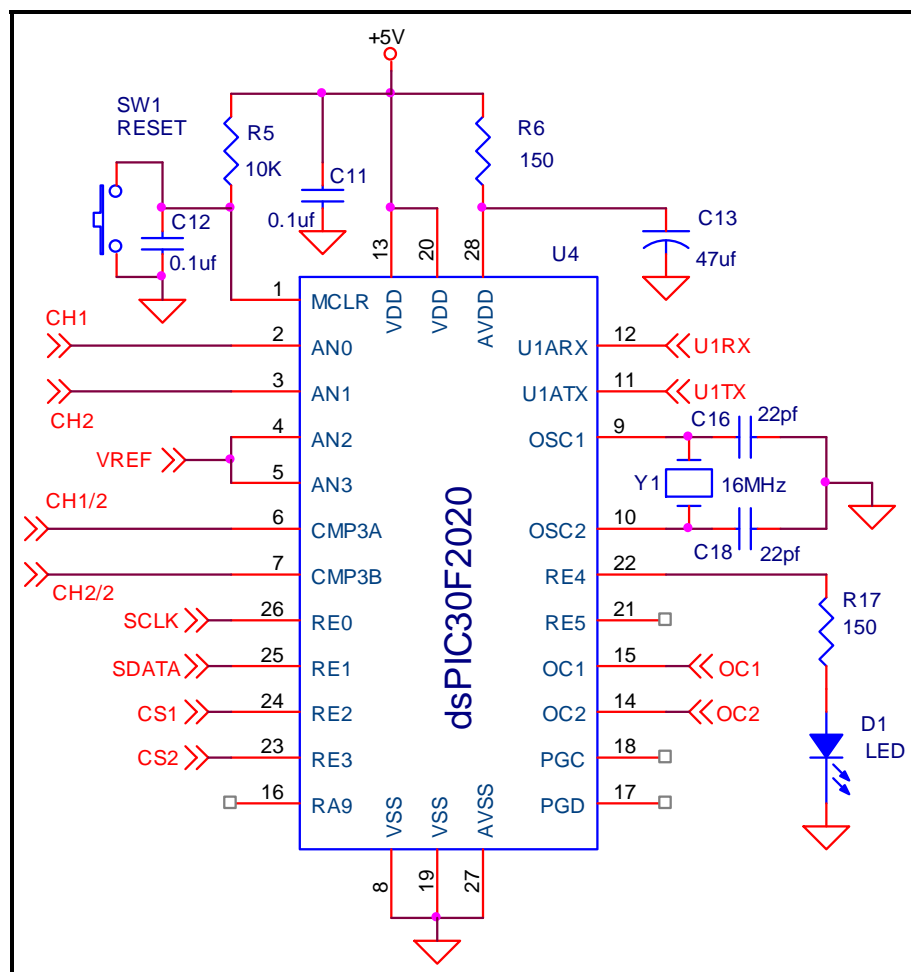 +5V
SW1
RESET
R5
10K
C11
0.1uf
R6
150
C12
0.1uf
C13
47uf
13
20
28
U4
1
MCLR
VDD
VDD
AVDD
CH1
2
AN0
U1ARX
12
U1RX
CH2
3
AN1
U1ATX
11
U1TX
4
AN2
OSC1
9
C16
22pf
VREF
5
AN3
Y1
16MHz
CH1/2
6
CMP3A
OSC2
10
C18
22pf
CH2/2
7
CMP3B
RE4
22
R17
150
SCLK
26
RE0
RE5
21
SDATA
25
RE1
OC1
15
OC1
CS1
24
RE2
OC2
14
OC2
CS2
23
RE3
PGC
18
D1
LED
16
RA9
PGD
17
dsPIC30F2020
VSS
VSS
AVSS
8
19
27